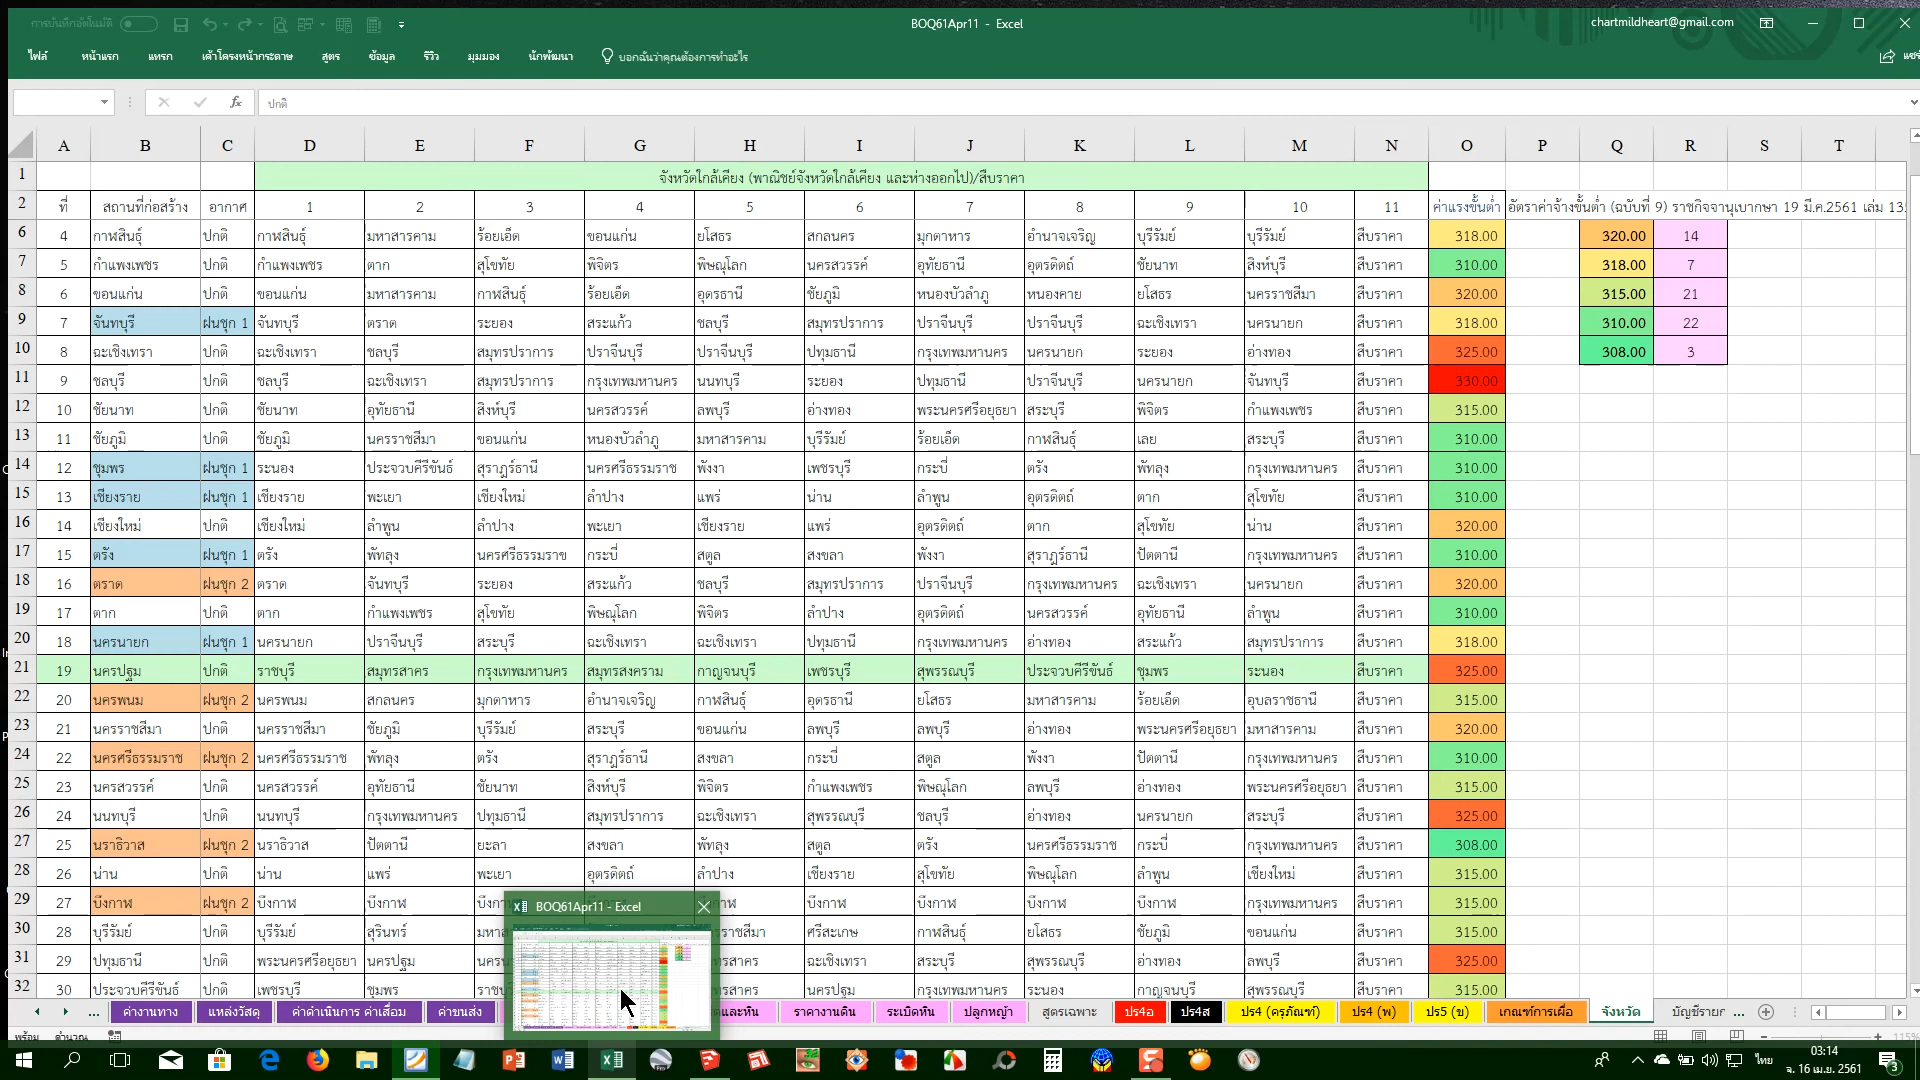 การบันทึกอัตโนมัติ
BOQ61Apr11 - Excel
chartmildheart@gmail.com
ไฟล์ หน้าแรก แทรก เค้าโครงหน้ากระดาษ สูตร ข้อมูล รีวิว มุมมอง นักพัฒนา บอกฉันว่าคุณต้องการทำอะไร แชร์
fx ปกติ
A B C D E F G H I J K L M N O P Q R S T
1 จังหวัดใกล้เคียง (พาณิชย์จังหวัดใกล้เคียง และห่างออกไป)/สืบราคา
2 ที่ สถานที่ก่อสร้าง อากาศ 1 2 3 4 5 6 7 8 9 10 11 ค่าแรงขั้นต่ำ อัตราค่าจ้างขั้นต่ำ (ฉบับที่ 9) ราชกิจจานุเบกษา 19 มี.ค.2561 เล่ม 13
6 4 กาฬสินธุ์ ปกติ กาฬสินธุ์ มหาสารคาม ร้อยเอ็ด ขอนแก่น ยโสธร สกลนคร มุกดาหาร อำนาจเจริญ บุรีรัมย์ บุรีรัมย์ สืบราคา 318.00 320.00 14
7 5 กำแพงเพชร ปกติ กำแพงเพชร ตาก สุโขทัย พิจิตร พิษณุโลก นครสวรรค์ อุทัยธานี อุตรดิตถ์ ชัยนาท สิงห์บุรี สืบราคา 310.00 318.00 7
8 6 ขอนแก่น ปกติ ขอนแก่น มหาสารคาม กาฬสินธุ์ ร้อยเอ็ด อุดรธานี ชัยภูมิ หนองบัวลำภู หนองคาย ยโสธร นครราชสีมา สืบราคา 320.00 315.00 21
9 7 จันทบุรี ฝนชุก 1 จันทบุรี ตราด ระยอง สระแก้ว ชลบุรี สมุทรปราการ ปราจีนบุรี ปราจีนบุรี ฉะเชิงเทรา นครนายก สืบราคา 318.00 310.00 22
10 8 ฉะเชิงเทรา ปกติ ฉะเชิงเทรา ชลบุรี สมุทรปราการ ปราจีนบุรี ปราจีนบุรี ปทุมธานี กรุงเทพมหานคร นครนายก ระยอง อ่างทอง สืบราคา 325.00 308.00 3
11 9 ชลบุรี ปกติ ชลบุรี ฉะเชิงเทรา สมุทรปราการ กรุงเทพมหานคร นนทบุรี ระยอง ปทุมธานี ปราจีนบุรี นครนายก จันทบุรี สืบราคา 330.00
12 10 ชัยนาท ปกติ ชัยนาท อุทัยธานี สิงห์บุรี นครสวรรค์ ลพบุรี อ่างทอง พระนครศรีอยุธยา สระบุรี พิจิตร กำแพงเพชร สืบราคา 315.00
13 11 ชัยภูมิ ปกติ ชัยภูมิ นครราชสีมา ขอนแก่น หนองบัวลำภู มหาสารคาม บุรีรัมย์ ร้อยเอ็ด กาฬสินธุ์ เลย สระบุรี สืบราคา 310.00
14 12 ชุมพร ฝนชุก 1 ระนอง ประจวบคีรีขันธ์ สุราฎร์ธานี นครศรีธรรมราช พังงา เพชรบุรี กระบี่ ตรัง พัทลุง กรุงเทพมหานคร สืบราคา 310.00
15 13 เชียงราย ฝนชุก 1 เชียงราย พะเยา เชียงใหม่ ลำปาง แพร่ น่าน ลำพูน อุตรดิตถ์ ตาก สุโขทัย สืบราคา 310.00
16 14 เชียงใหม่ ปกติ เชียงใหม่ ลำพูน ลำปาง พะเยา เชียงราย แพร่ อุตรดิตถ์ ตาก สุโขทัย น่าน สืบราคา 320.00
17 15 ตรัง ฝนชุก 1 ตรัง พัทลุง นครศรีธรรมราช กระบี่ สตูล สงขลา พังงา สุราฎร์ธานี ปัตตานี กรุงเทพมหานคร สืบราคา 310.00
18 16 ตราด ฝนชุก 2 ตราด จันทบุรี ระยอง สระแก้ว ชลบุรี สมุทรปราการ ปราจีนบุรี กรุงเทพมหานคร ฉะเชิงเทรา นครนายก สืบราคา 320.00
19 17 ตาก ปกติ ตาก กำแพงเพชร สุโขทัย พิษณุโลก พิจิตร ลำปาง อุตรดิตถ์ นครสวรรค์ อุทัยธานี ลำพูน สืบราคา 310.00
20 18 นครนายก ฝนชุก 1 นครนายก ปราจีนบุรี สระบุรี ฉะเชิงเทรา ฉะเชิงเทรา ปทุมธานี กรุงเทพมหานคร อ่างทอง สระแก้ว สมุทรปราการ สืบราคา 318.00
21 19 นครปฐม ปกติ ราชบุรี สมุทรสาคร กรุงเทพมหานคร สมุทรสงคราม กาญจนบุรี เพชรบุรี สุพรรณบุรี ประจวบคีรีขันธ์ ชุมพร ระนอง สืบราคา 325.00
22 20 นครพนม ฝนชุก 2 นครพนม สกลนคร มุกดาหาร อำนาจเจริญ กาฬสินธุ์ อุดรธานี ยโสธร มหาสารคาม ร้อยเอ็ด อุบลราชธานี สืบราคา 315.00
23 21 นครราชสีมา ปกติ นครราชสีมา ชัยภูมิ บุรีรัมย์ สระบุรี ขอนแก่น ลพบุรี ลพบุรี อ่างทอง พระนครศรีอยุธยา มหาสารคาม สืบราคา 320.00
24 22 นครศรีธรรมราช ฝนชุก 2 นครศรีธรรมราช พัทลุง ตรัง สุราฎร์ธานี สงขลา กระบี่ สตูล พังงา ปัตตานี กรุงเทพมหานคร สืบราคา 310.00
25 23 นครสวรรค์ ปกติ นครสวรรค์ อุทัยธานี ชัยนาท สิงห์บุรี พิจิตร กำแพงเพชร พิษณุโลก ลพบุรี อ่างทอง พระนครศรีอยุธยา สืบราคา 315.00
26 24 นนทบุรี ปกติ นนทบุรี กรุงเทพมหานคร ปทุมธานี สมุทรปราการ ฉะเชิงเทรา สุพรรณบุรี ชลบุรี อ่างทอง นครนายก สระบุรี สืบราคา 325.00
27 25 นราธิวาส ฝนชุก 2 นราธิวาส ปัตตานี ยะลา สงขลา พัทลุง สตูล ตรัง นครศรีธรรมราช กระบี่ กรุงเทพมหานคร สืบราคา 308.00
28 26 น่าน ปกติ น่าน แพร่ พะเยา อุตรดิตถ์ ลำปาง เชียงราย สุโขทัย พิษณุโลก ลำพูน เชียงใหม่ สืบราคา 315.00
29 27 บึงกาฬ ฝนชุก 2 บึงกาฬ บึงกาฬ บึงกา บึงกาฬ บึงกาฬ บึงกาฬ บึงกาฬ กรุงเทพมหานคร สืบราคา 315.00
30 28 บุรีรัมย์ ปกติ บุรีรัมย์ สุรินทร์ มหาส ราชสีมา ศรีสะเกษ กาฬสินธุ์ ยโสธร ชัยภูมิ ขอนแก่น สืบราคา 315.00
31 29 ปทุมธานี ปกติ พระนครศรีอยุธยา นครปฐม นครน รสาคร ฉะเชิงเทรา สระบุรี สุพรรณบุรี อ่างทอง ลพบุรี สืบราคา 325.00
32 30 ประจวบคีรีขันธ์ ปกติ เพชรบุรี ชุมพร ราชบุ รสาคร นครปฐม นครนายก ระนอง กาญจนบุรี สมุทรปราการ สืบราคา 315.00
BOQ61Apr11 - Excel
... ค่างานทาง แหล่งวัสดุ ค่าดำเนินการ ค่าเสื่อม ค่าขนส่ง และหิน ราคางานดิน ระเบิดหิน ปลูกหญ้า สูตรเฉพาะ ปร4อ ปร4ส ปร4 (ครุภัณฑ์) ปร4 (พ) ปร5 (ข) เกณฑ์การเผื่อ จังหวัด บัญชีราย ...
พร้อม คำนวณ 115%
ไทย 03:14
จ. 16 เม.ย. 2561 3